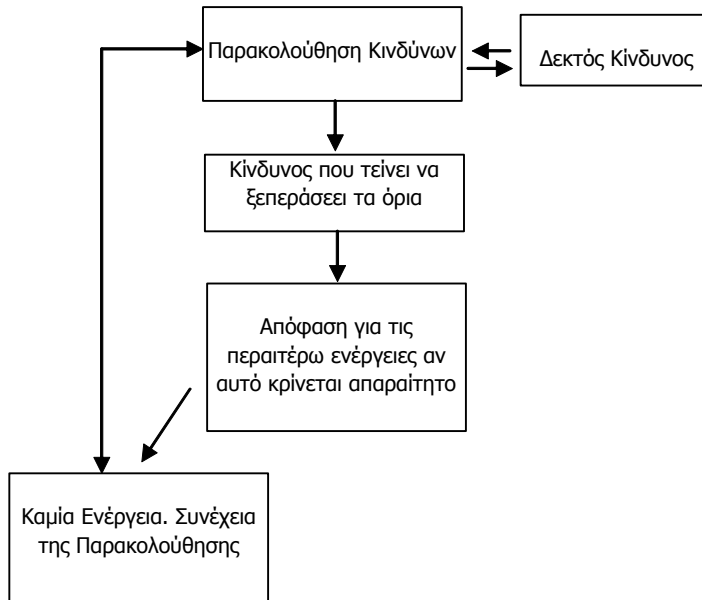 Παρακολούθηση Κινδύνων
Δεκτός Κίνδυνος
Κίνδυνος που τείνει να
ξεπεράσεει τα όρια
Απόφαση για τις
περαιτέρω ενέργειες αν
αυτό κρίνεται απαραίτητο
Καμία Ενέργεια. Συνέχεια
της Παρακολούθησης